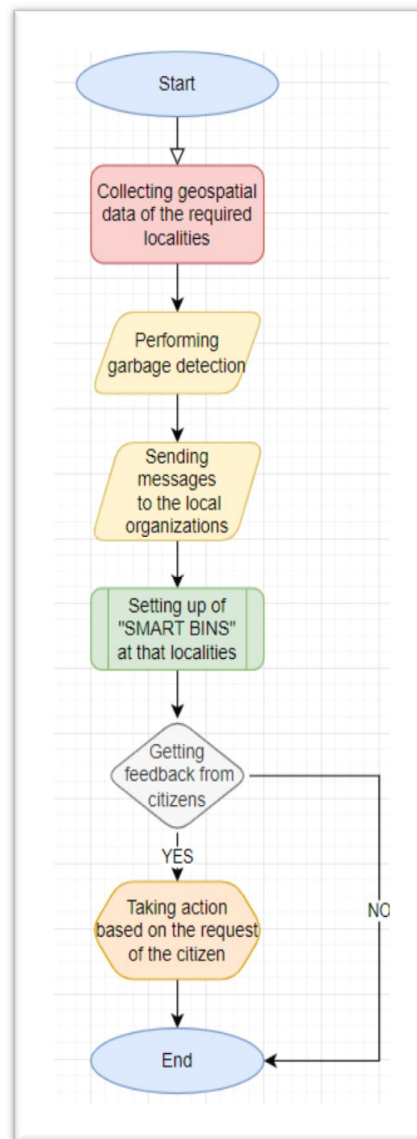 Start
Collecting geospatial
data of the required
localities
Performing
garbage detection
Sending
messages
to the local
organizations
Setting up of
"SMART BINS"
at that localities
Getting
feedback from
citizens
YES
NO
Taking action
based on the request
of the citizen
End